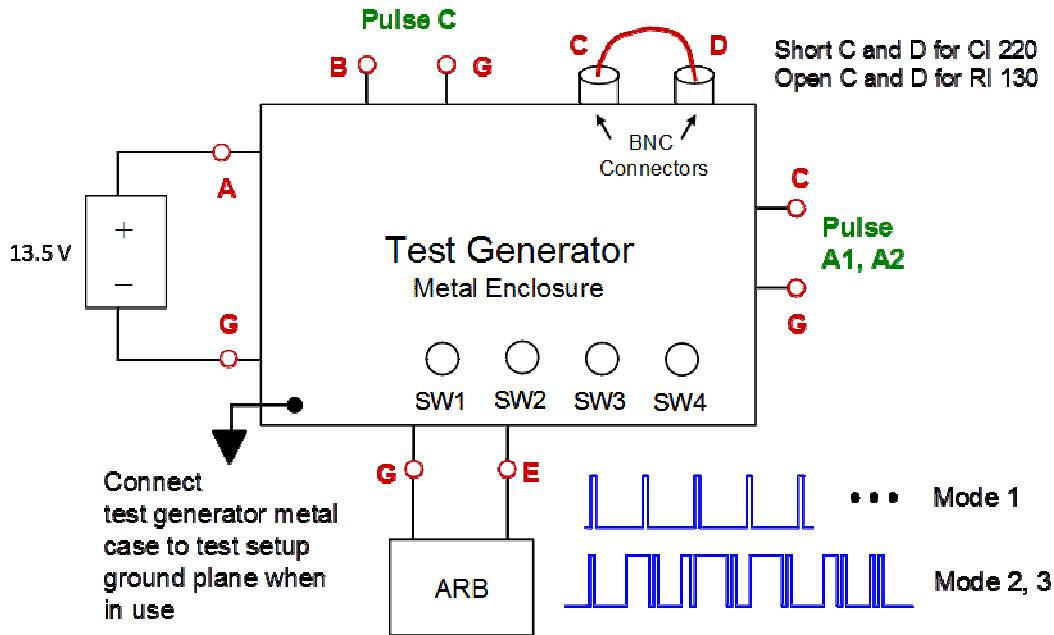 Pulse C
B
G
C
D
Short C and D for CI 220
Open C and D for RI 130
BNC
Connectors
A
C
13.5 V
+
−
Test Generator
Metal Enclosure
Pulse
A1, A2
G
G
SW1
SW2
SW3
SW4
G
E
Connect
test generator metal
case to test setup
ground plane when
in use
ARB
Mode 1
Mode 2, 3